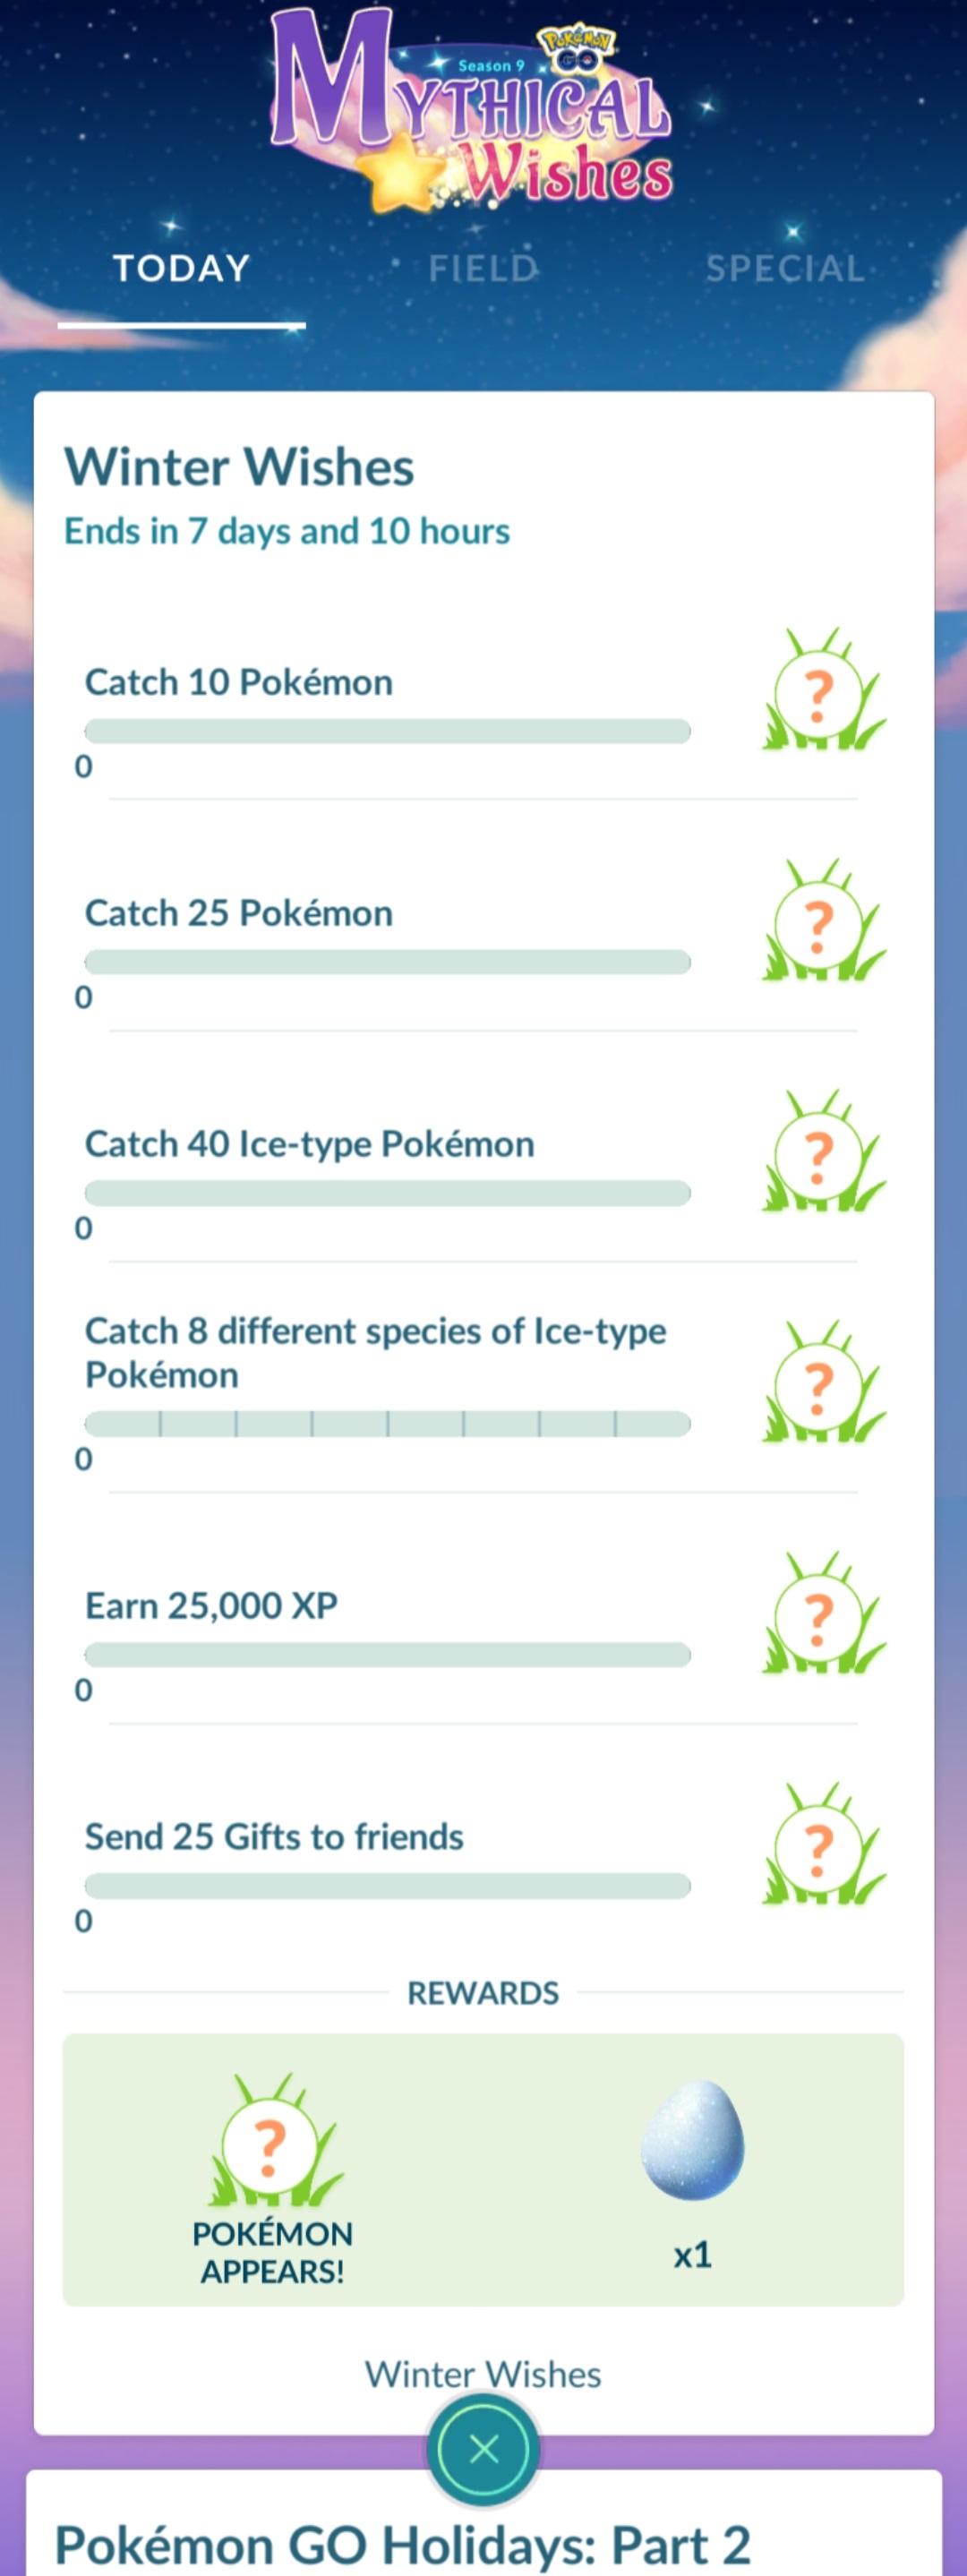 Pokémon
GO
Season 9
MYTHICAL
Wishes
TODAY
FIELD
SPECIAL
Winter Wishes
Ends in 7 days and 10 hours
Catch 10 Pokémon
?
0
Catch 25 Pokémon
?
0
Catch 40 Ice-type Pokémon
?
0
Catch 8 different species of Ice-type
Pokémon
?
0
Earn 25,000 XP
?
0
Send 25 Gifts to friends
?
0
REWARDS
?
POKÉMON
APPEARS!
x1
Winter Wishes
Pokémon GO Holidays: Part 2